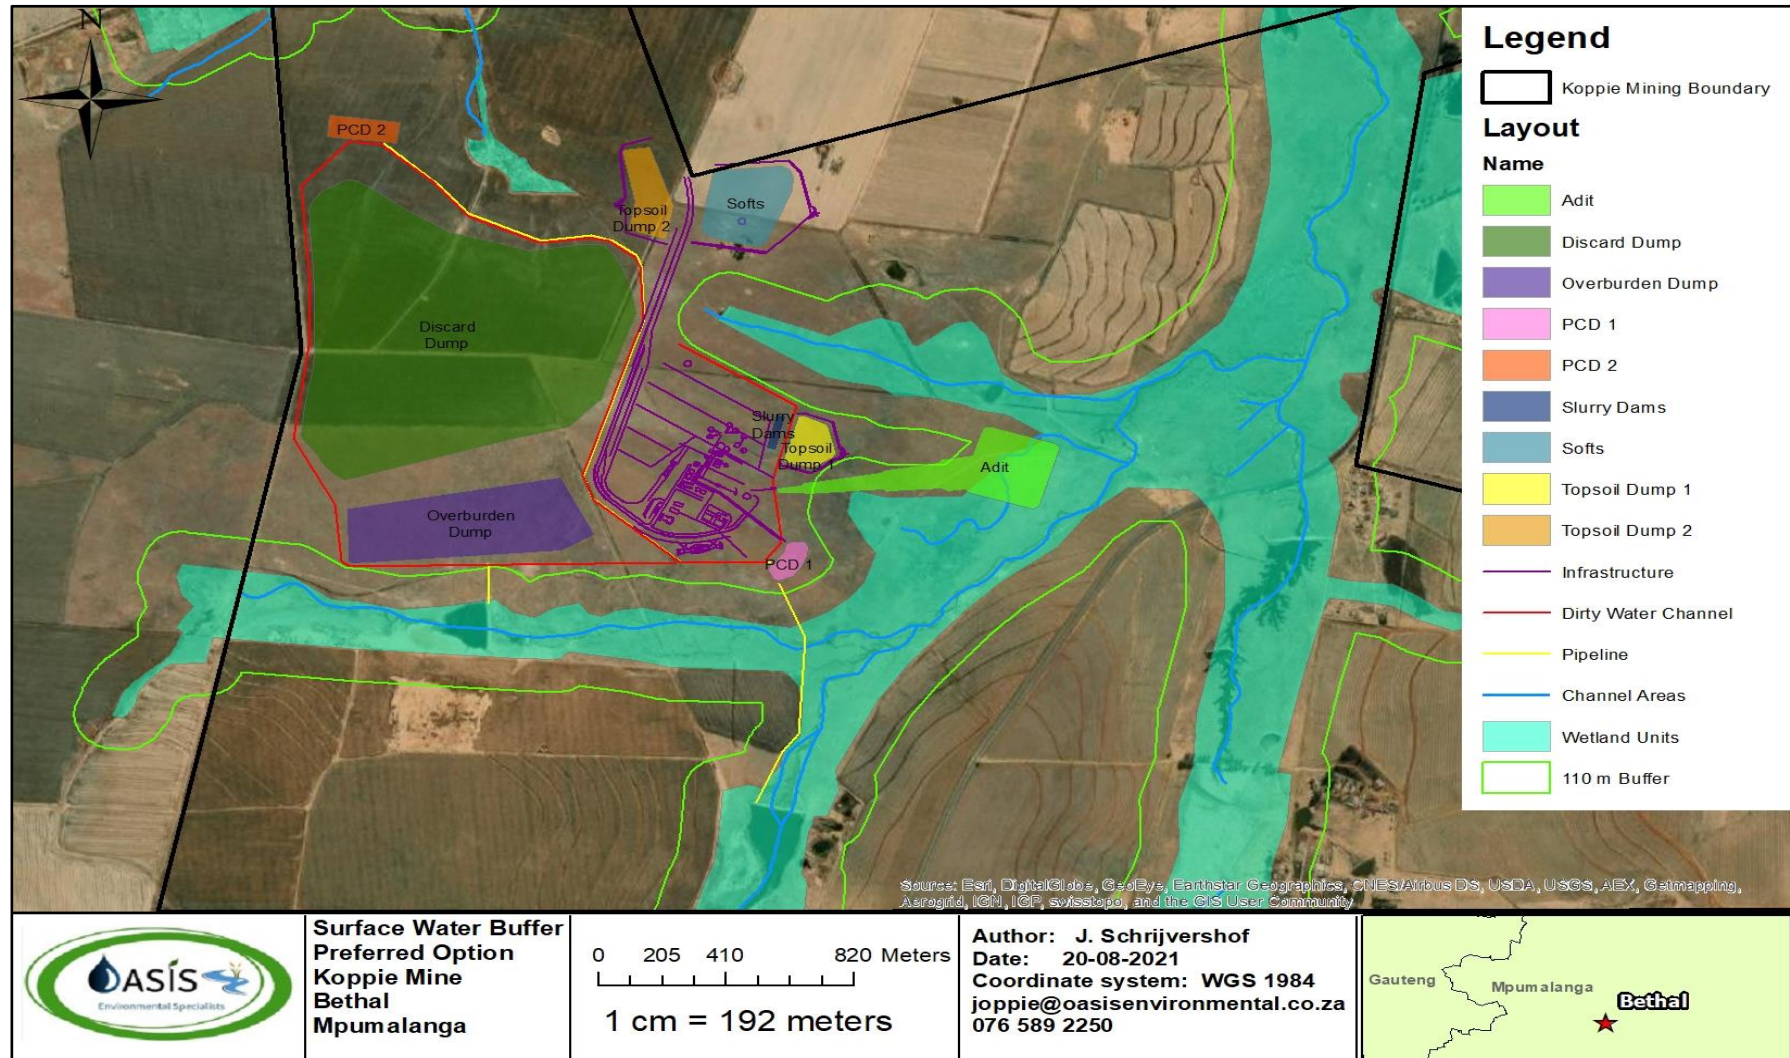 N
PCD 2
Topsoil
Dump 2
Softs
Discard
Dump
Slurry
Dams
Topsoil
Dump 1
Adit
Overburden
Dump
PCD 1
Legend
Koppie Mining Boundary
Layout
Name
Adit
Discard Dump
Overburden Dump
PCD 1
PCD 2
Slurry Dams
Softs
Topsoil Dump 1
Topsoil Dump 2
Infrastructure
Dirty Water Channel
Pipeline
Channel Areas
Wetland Units
110 m Buffer
Source: Esri, DigitalGlobe, GeoEye, Earthstar Geographics, CNES/Airbus DS, USDA, USGS, AEX, Getmapping,
Aerogrid, IGN, IGP, swisstopo, and the GIS User Community
OASIS
Environmental Specialists
Surface Water Buffer
Preferred Option
Koppie Mine
Bethal
Mpumalanga
0 205 410 820 Meters
1 cm = 192 meters
Author: J. Schrijvershof
Date: 20-08-2021
Coordinate system: WGS 1984
joppie@oasisenvironmental.co.za
076 589 2250
Gauteng
Mpumalanga
Bethal